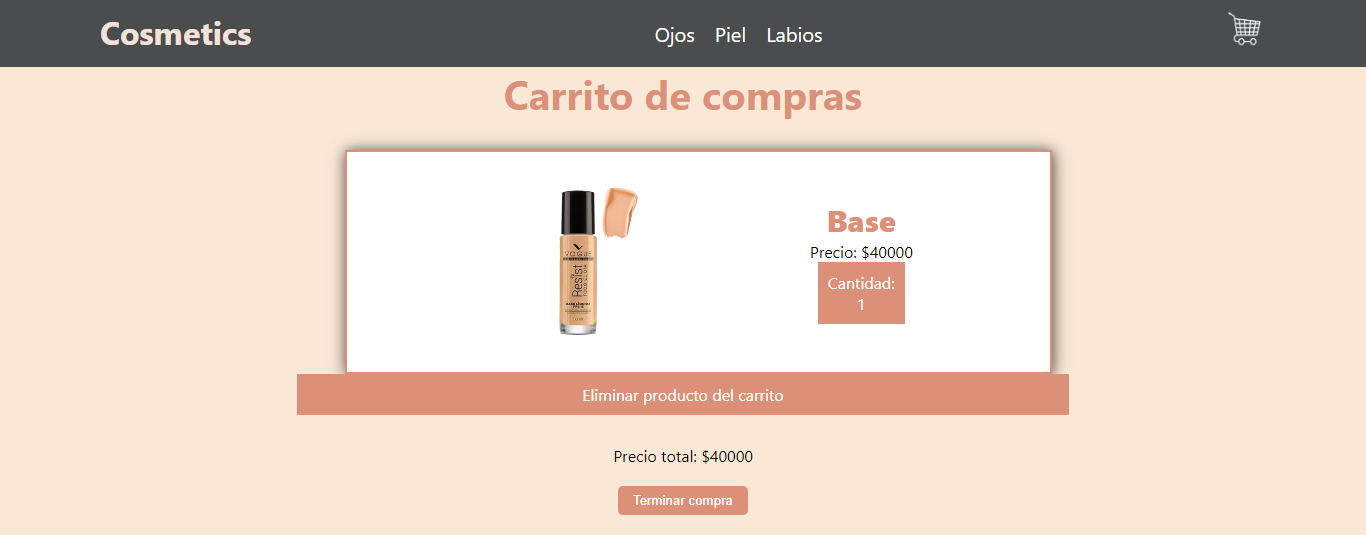 Cosmetics
Ojos Piel Labios
Carrito de compras
VOGUE
Resist
Base
Precio: $40000
Cantidad:
1
Eliminar producto del carrito
Precio total: $40000
Terminar compra